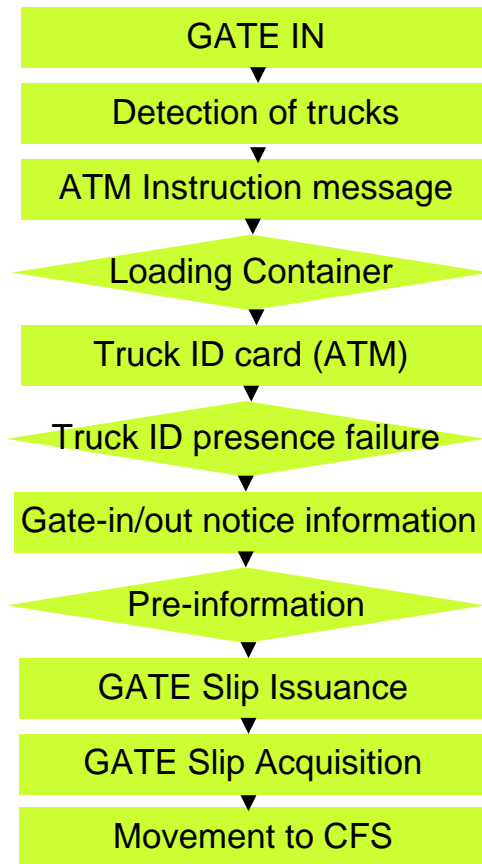 GATE IN
Detection of trucks
ATM Instruction message
Loading Container
Truck ID card (ATM)
Truck ID presence failure
Gate-in/out notice information
Pre-information
GATE Slip Issuance
GATE Slip Acquisition
Movement to CFS